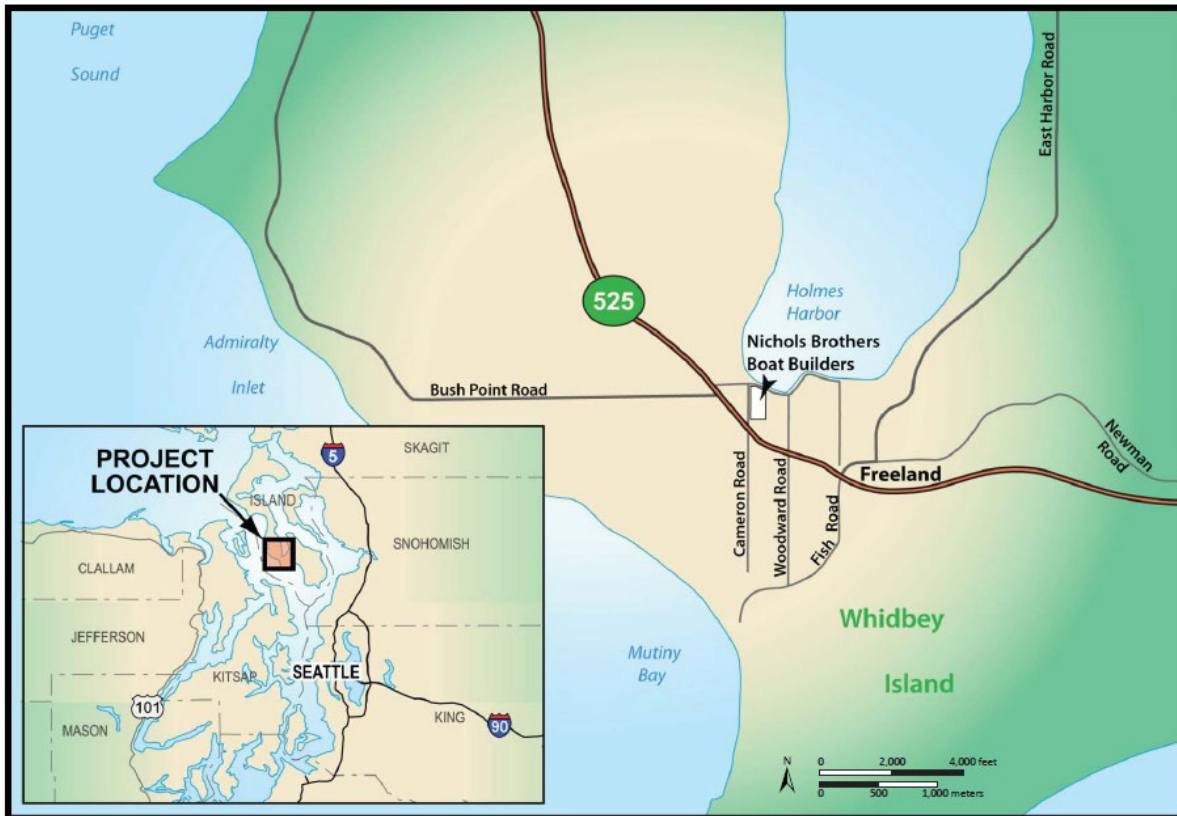 Puget
Sound
East Harbor Road
525
Holmes
Harbor
Nichols Brothers
Boat Builders
Admiralty
Inlet
Bush Point Road
Newman
Road
Freeland
Cameron Road
Woodward Road
Fish Road
Whidbey
Island
Mutiny
Bay
N
0 2,000 4,000 feet
0 500 1,000 meters
PROJECT
LOCATION
5
SKAGIT
ISLAND
SNOHOMISH
CLALLAM
JEFFERSON
SEATTLE
KITSAP
101
MASON
KING
90